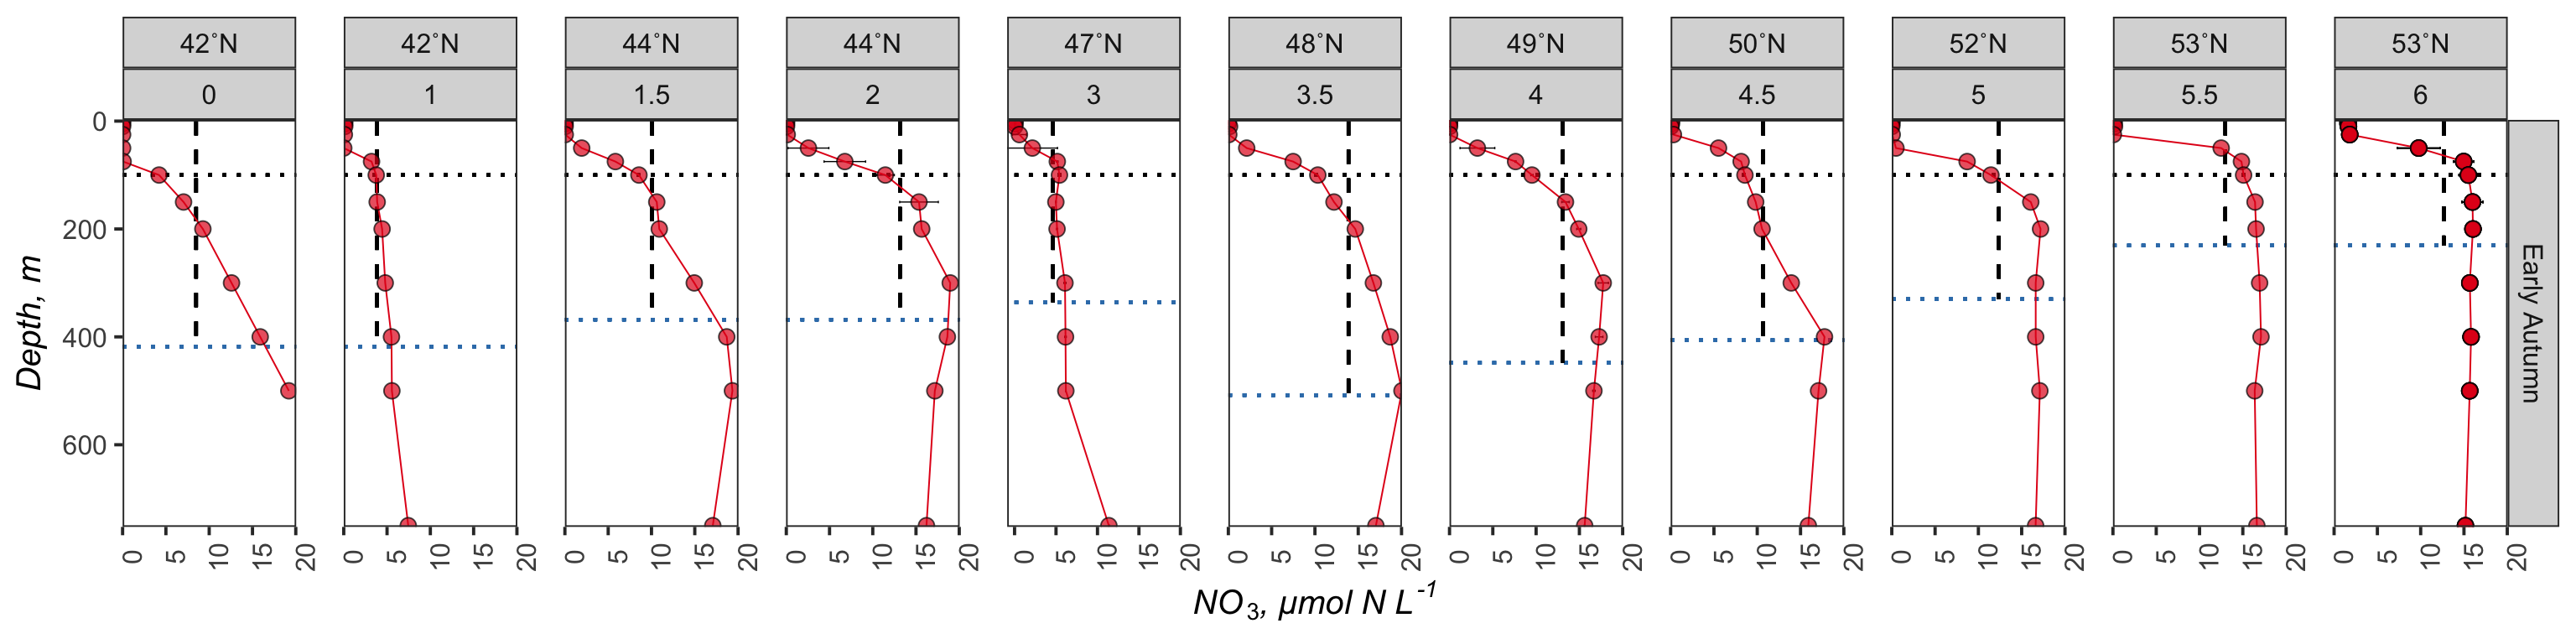 42°N 42°N 44°N 44°N 47°N 48°N 49°N 50°N 52°N 53°N 53°N
0 1 1.5 2 3 3.5 4 4.5 5 5.5 6
0
200
400
600
Depth, m
Early Autumn
0 5 10 15 20 0 5 10 15 20 0 5 10 15 20 0 5 10 15 20 0 5 10 15 20 0 5 10 15 20 0 5 10 15 20 0 5 10 15 20 0 5 10 15 20 0 5 10 15 20 0 5 10 15 20
NO₃, µmol N L⁻¹